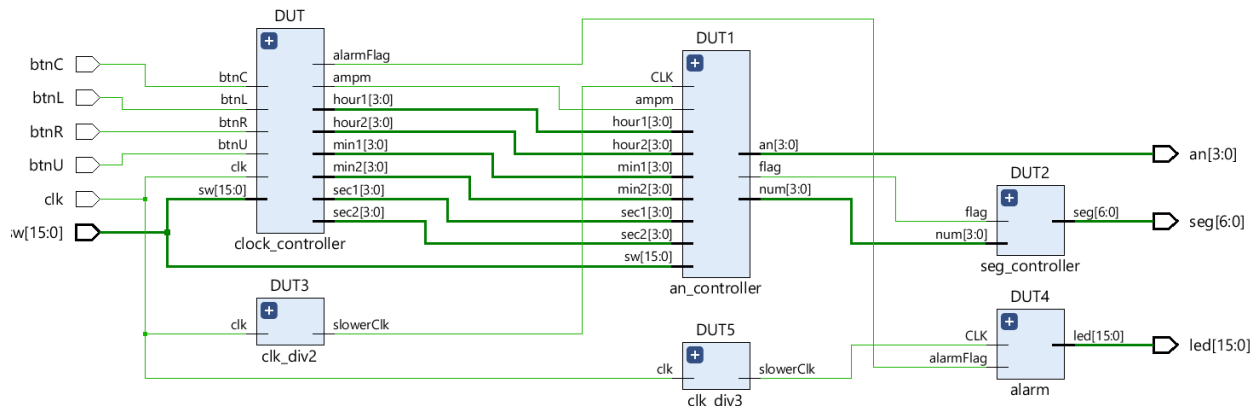 btnC
btnL
btnR
btnU
clk
sw[15:0]
DUT
btnC
btnL
btnR
btnU
clk
sw[15:0]
alarmFlag
ampm
hour1[3:0]
hour2[3:0]
min1[3:0]
min2[3:0]
sec1[3:0]
sec2[3:0]
clock_controller
DUT3
clk
slowerClk
clk_div2
DUT1
CLK
ampm
hour1[3:0]
hour2[3:0]
min1[3:0]
min2[3:0]
sec1[3:0]
sec2[3:0]
sw[15:0]
an[3:0]
flag
num[3:0]
an_controller
DUT5
clk
slowerClk
clk_div3
DUT2
flag
num[3:0]
seg[6:0]
seg_controller
DUT4
CLK
alarmFlag
led[15:0]
alarm
an[3:0]
seg[6:0]
led[15:0]